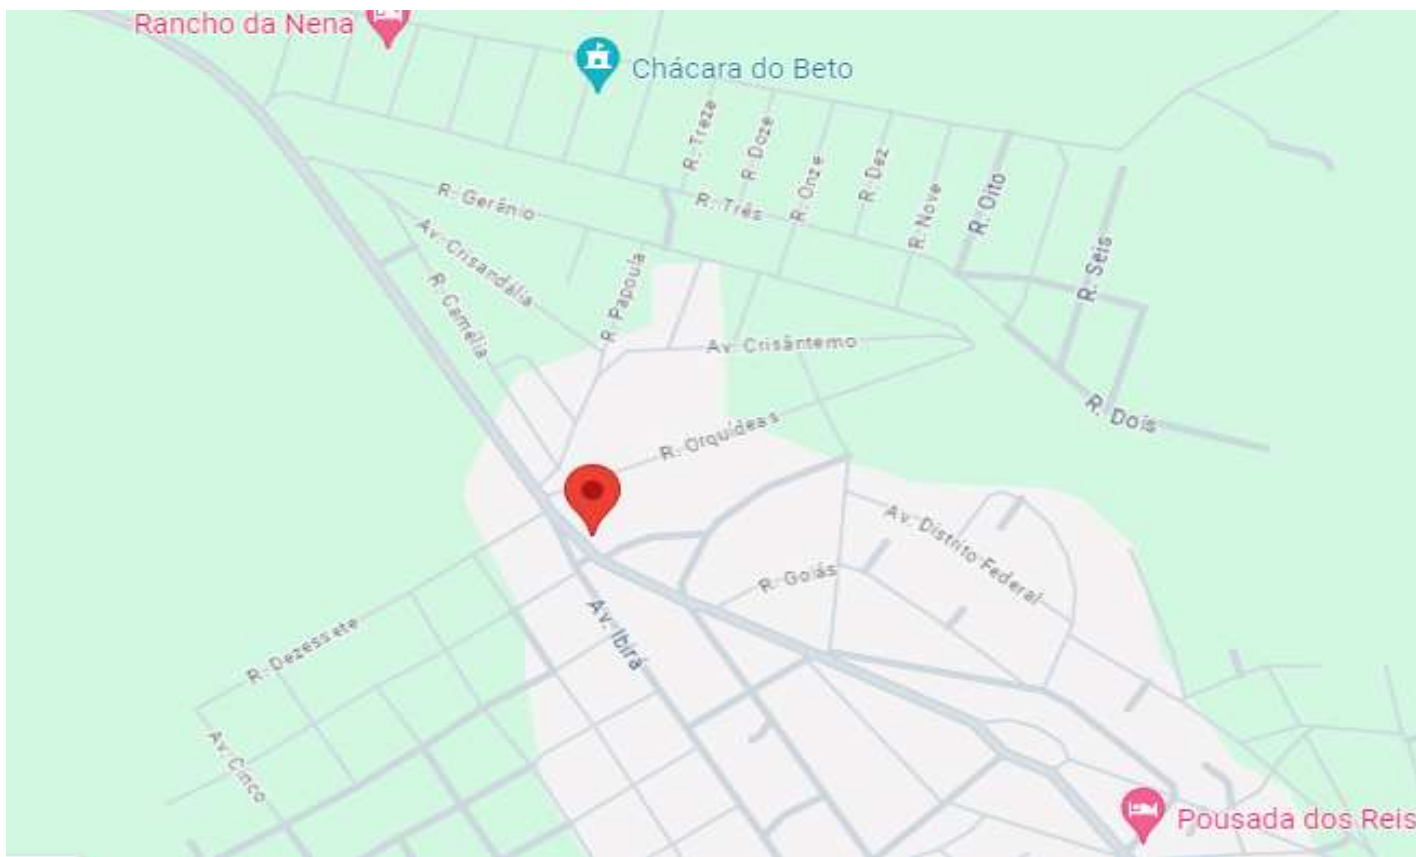 Rancho da Nena
Chácara do Beto
R. Treze
R. Doze
R. Onze
R. Dez
R. Nove
R. Oito
R. Seis
R. Três
R. Gerânio
Av. Crisandália
R. Camélia
R. Papoula
Av. Crisântemo
R. Dois
R. Orquídeas
Av. Distrito Federal
R. Goiás
Av. Ibirá
R. Dezessete
Av. Cinco
Pousada dos Reis